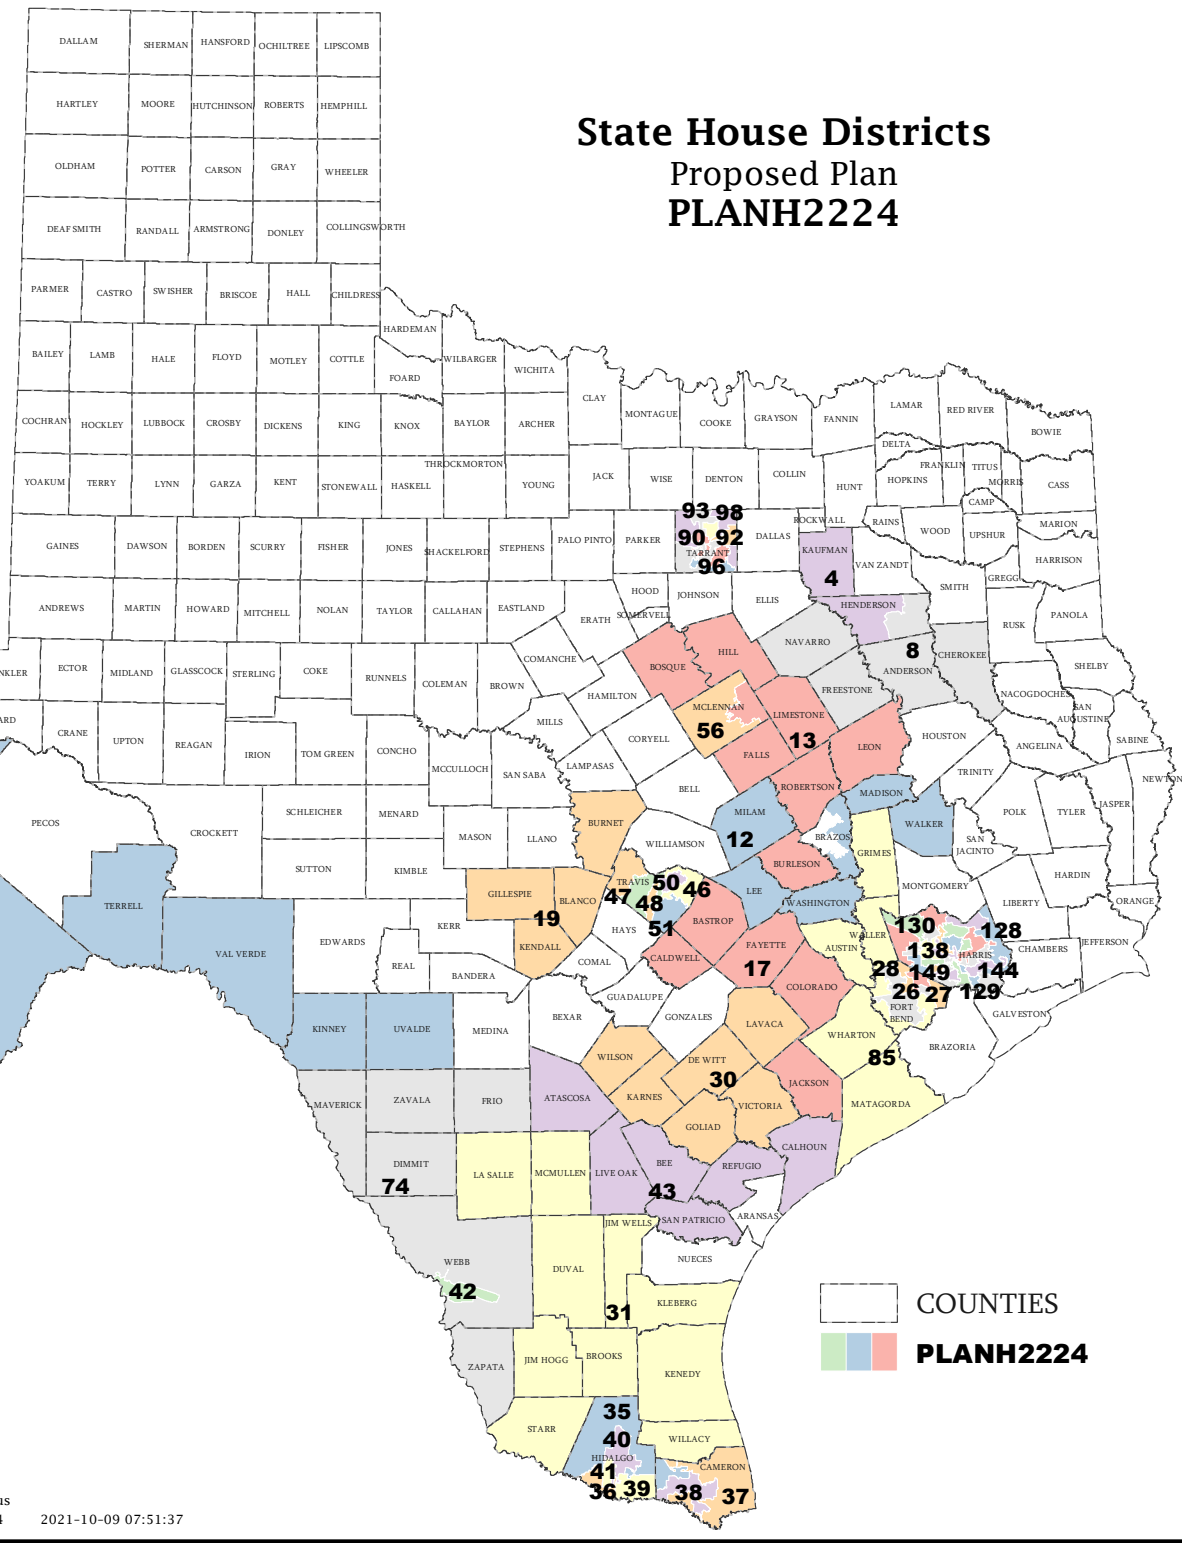 State House Districts
Proposed Plan
PLANH2224
DALLAM SHERMAN HANSFORD OCHILTREE LIPSCOMB
HARTLEY MOORE HUTCHINSON ROBERTS HEMPHILL
OLDHAM POTTER CARSON GRAY WHEELER
DEAF SMITH RANDALL ARMSTRONG DONLEY COLLINGSWORTH
PARMER CASTRO SWISHER BRISCOE HALL CHILDRESS
HARDEMAN
BAILEY LAMB HALE FLOYD MOTLEY COTTLE WILBARGER WICHITA
FOARD CLAY
MONTAGUE COOKE GRAYSON FANNIN LAMAR RED RIVER BOWIE
COCHRAN HOCKLEY LUBBOCK CROSBY DICKENS KING KNOX BAYLOR ARCHER
DELTA
THROCKMORTON JACK WISE DENTON COLLIN HUNT HOPKINS FRANKLIN TITUS MORRIS CASS
YOAKUM TERRY LYNN GARZA KENT STONEWALL HASKELL YOUNG
CAMP
93 98 ROCKWALL RAINS WOOD UPSHUR MARION
GAINES DAWSON BORDEN SCURRY FISHER JONES SHACKELFORD STEPHENS PALO PINTO PARKER 90 92 DALLAS
TARRANT KAUFMAN VAN ZANDT HARRISON
96 4 SMITH GREGG
HOOD JOHNSON ELLIS HENDERSON
ANDREWS MARTIN HOWARD MITCHELL NOLAN TAYLOR CALLAHAN EASTLAND ERATH SOMERVELL RUSK PANOLA
NAVARRO 8 CHEROKEE
NKLER ECTOR MIDLAND GLASSCOCK STERLING COKE RUNNELS COLEMAN BROWN COMANCHE BOSQUE HILL ANDERSON SHELBY
HAMILTON FREESTONE NACOGDOCHES
MCLENNAN LIMESTONE SAN
ARD CRANE UPTON REAGAN IRION TOM GREEN CONCHO MILLS CORYELL 56 13 LEON HOUSTON AUGUSTINE
ANGELINA SABINE
MCCULLOCH SAN SABA LAMPASAS FALLS TRINITY NEWTON
BELL ROBERTSON MADISON
PECOS CROCKETT SCHLEICHER MENARD MASON LLANO BURNET MILAM WALKER POLK TYLER JASPER
12 BRAZOS SAN
WILLIAMSON GRIMES JACINTO
SUTTON KIMBLE BURLESON HARDIN
TRAVIS 50 46 LEE MONTGOMERY
TERRELL GILLESPIE BLANCO 47 48 WASHINGTON LIBERTY ORANGE
19 51 BASTROP 130 128
VAL VERDE EDWARDS KERR KENDALL HAYS FAYETTE AUSTIN WALLER 138 HARRIS CHAMBERS JEFFERSON
REAL BANDERA COMAL CALDWELL 17 28 149 144
COLORADO 26 27 129
KINNEY UVALDE MEDINA BEXAR GUADALUPE GONZALES LAVACA FORT
BEND GALVESTON
WILSON DE WITT WHARTON BRAZORIA
30 85
MAVERICK ZAVALA FRIO ATASCOSA KARNES VICTORIA JACKSON MATAGORDA
GOLIAD
DIMMIT LA SALLE MCMULLEN LIVE OAK BEE REFUGIO CALHOUN
74 43
SAN PATRICIO ARANSAS
JIM WELLS
WEBB DUVAL NUECES
42
31 KLEBERG
ZAPATA JIM HOGG BROOKS KENEDY
35
STARR 40 WILLACY
HIDALGO
41 CAMERON
36 39 38 37
COUNTIES
PLANH2224
us
4 2021-10-09 07:51:37